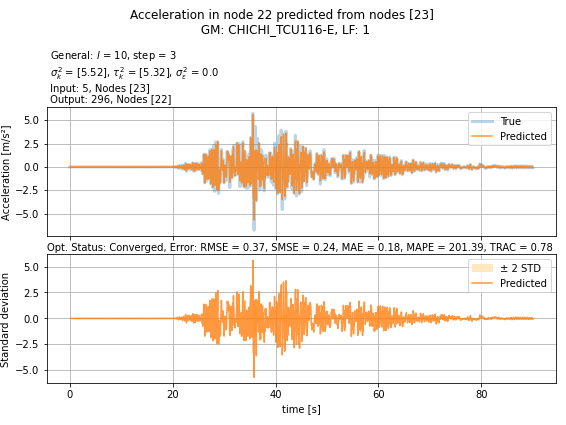 Acceleration in node 22 predicted from nodes [23]
GM: CHICHI_TCU116-E, LF: 1
General: l = 10, step = 3
σ²ₖ = [5.52], τ²ₖ = [5.32], σ²ε = 0.0
Input: 5, Nodes [23]
Output: 296, Nodes [22]
5.0
2.5
0.0
−2.5
−5.0
Acceleration [m/s²]
True
Predicted
Opt. Status: Converged, Error: RMSE = 0.37, SMSE = 0.24, MAE = 0.18, MAPE = 201.39, TRAC = 0.78
5.0
2.5
0.0
−2.5
−5.0
Standard deviation
± 2 STD
Predicted
0
20
40
60
80
time [s]